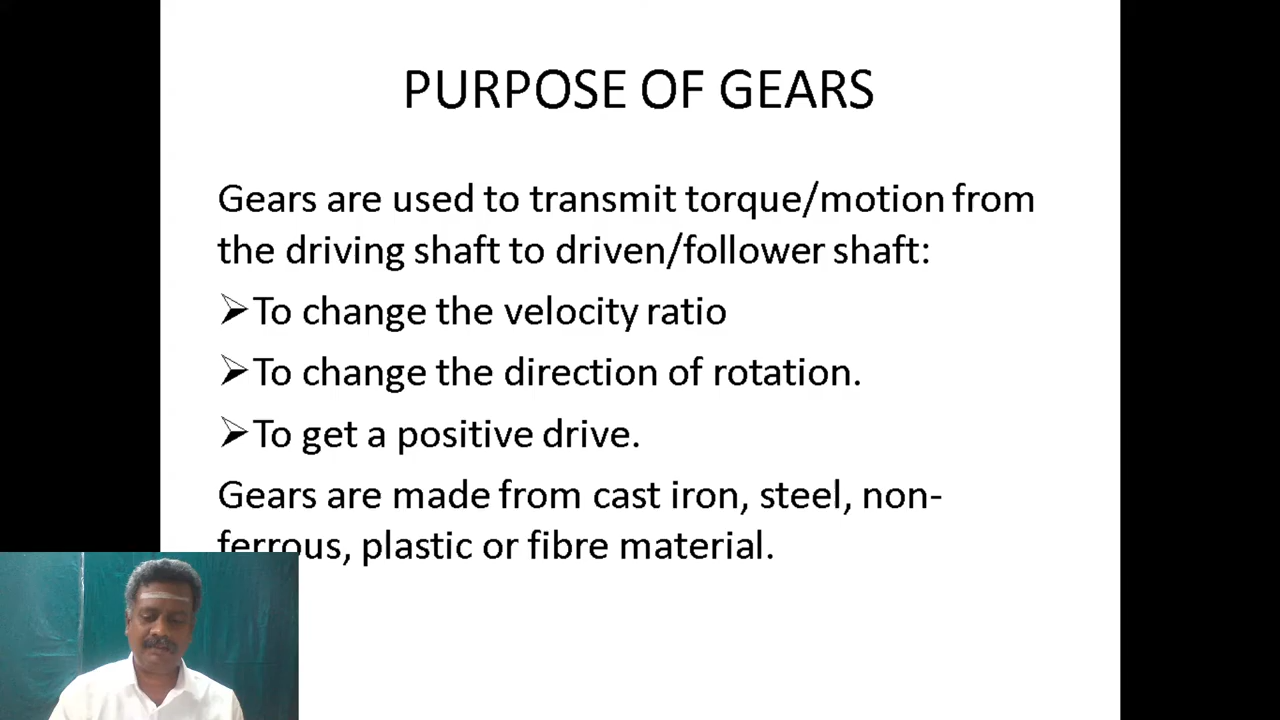 PURPOSE OF GEARS
Gears are used to transmit torque/motion from
the driving shaft to driven/follower shaft:
➢To change the velocity ratio
➢To change the direction of rotation.
➢To get a positive drive.
Gears are made from cast iron, steel, non-
ferrous, plastic or fibre material.